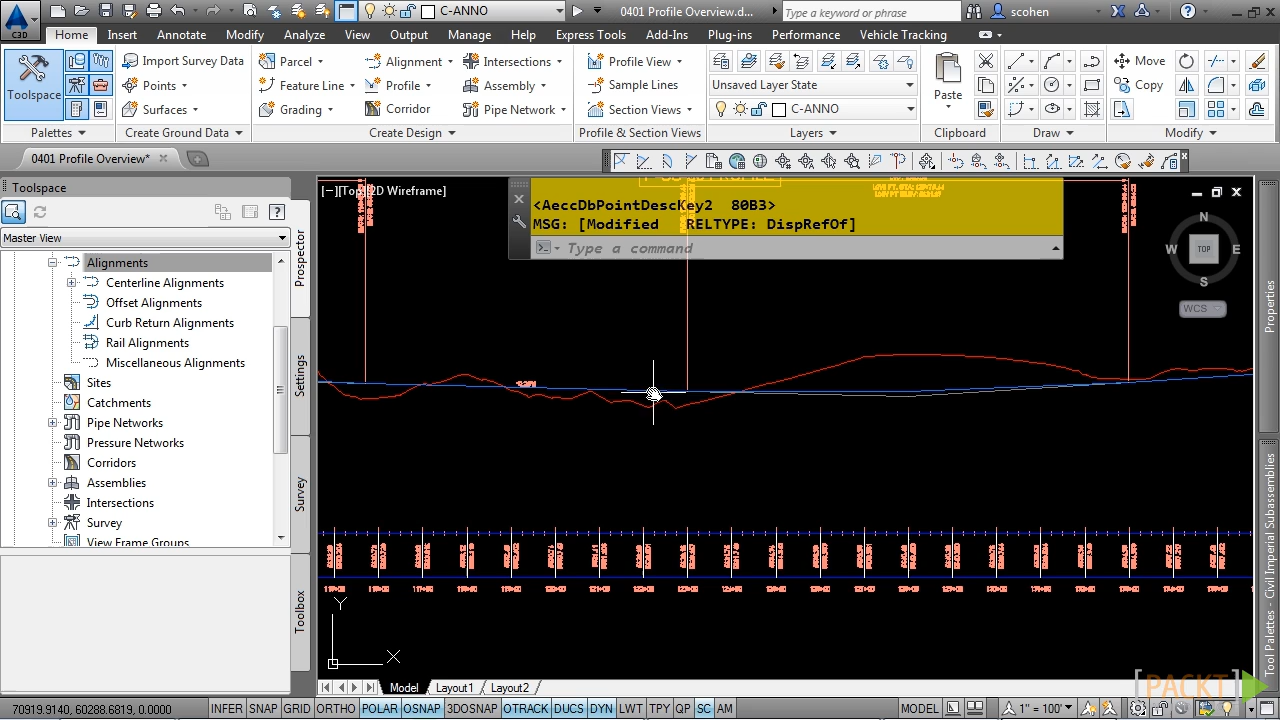 C3D
C-ANNO
0401 Profile Overview.d...
Type a keyword or phrase
scohen
Home Insert Annotate Modify Analyze View Output Manage Help Express Tools Add-Ins Plug-ins Performance Vehicle Tracking
Toolspace
Import Survey Data
Points
Surfaces
Parcel
Feature Line
Grading
Alignment
Profile
Corridor
Intersections
Assembly
Pipe Network
Profile View
Sample Lines
Section Views
Unsaved Layer State
C-ANNO
Paste
Move
Copy
Palettes
Create Ground Data
Create Design
Profile & Section Views
Layers
Clipboard
Draw
Modify
0401 Profile Overview*
Toolspace
Master View
Alignments
Centerline Alignments
Offset Alignments
Curb Return Alignments
Rail Alignments
Miscellaneous Alignments
Sites
Catchments
Pipe Networks
Pressure Networks
Corridors
Assemblies
Intersections
Survey
View Frame Groups
Prospector
Settings
Survey
Toolbox
[−][Top][2D Wireframe]
<AeccDbPointDescKey2 80B3>
MSG: [Modified RELTYPE: DispRefOf]
Type a command
N
W TOP E
S
WCS
Properties
Tool Palettes - Civil Imperial Subassemblies
Y
X
Model Layout1 Layout2
[PACKT]
70919.9140, 60288.6819, 0.0000
INFER SNAP GRID ORTHO POLAR OSNAP 3DOSNAP OTRACK DUCS DYN LWT TPY QP SC AM
MODEL
1" = 100'